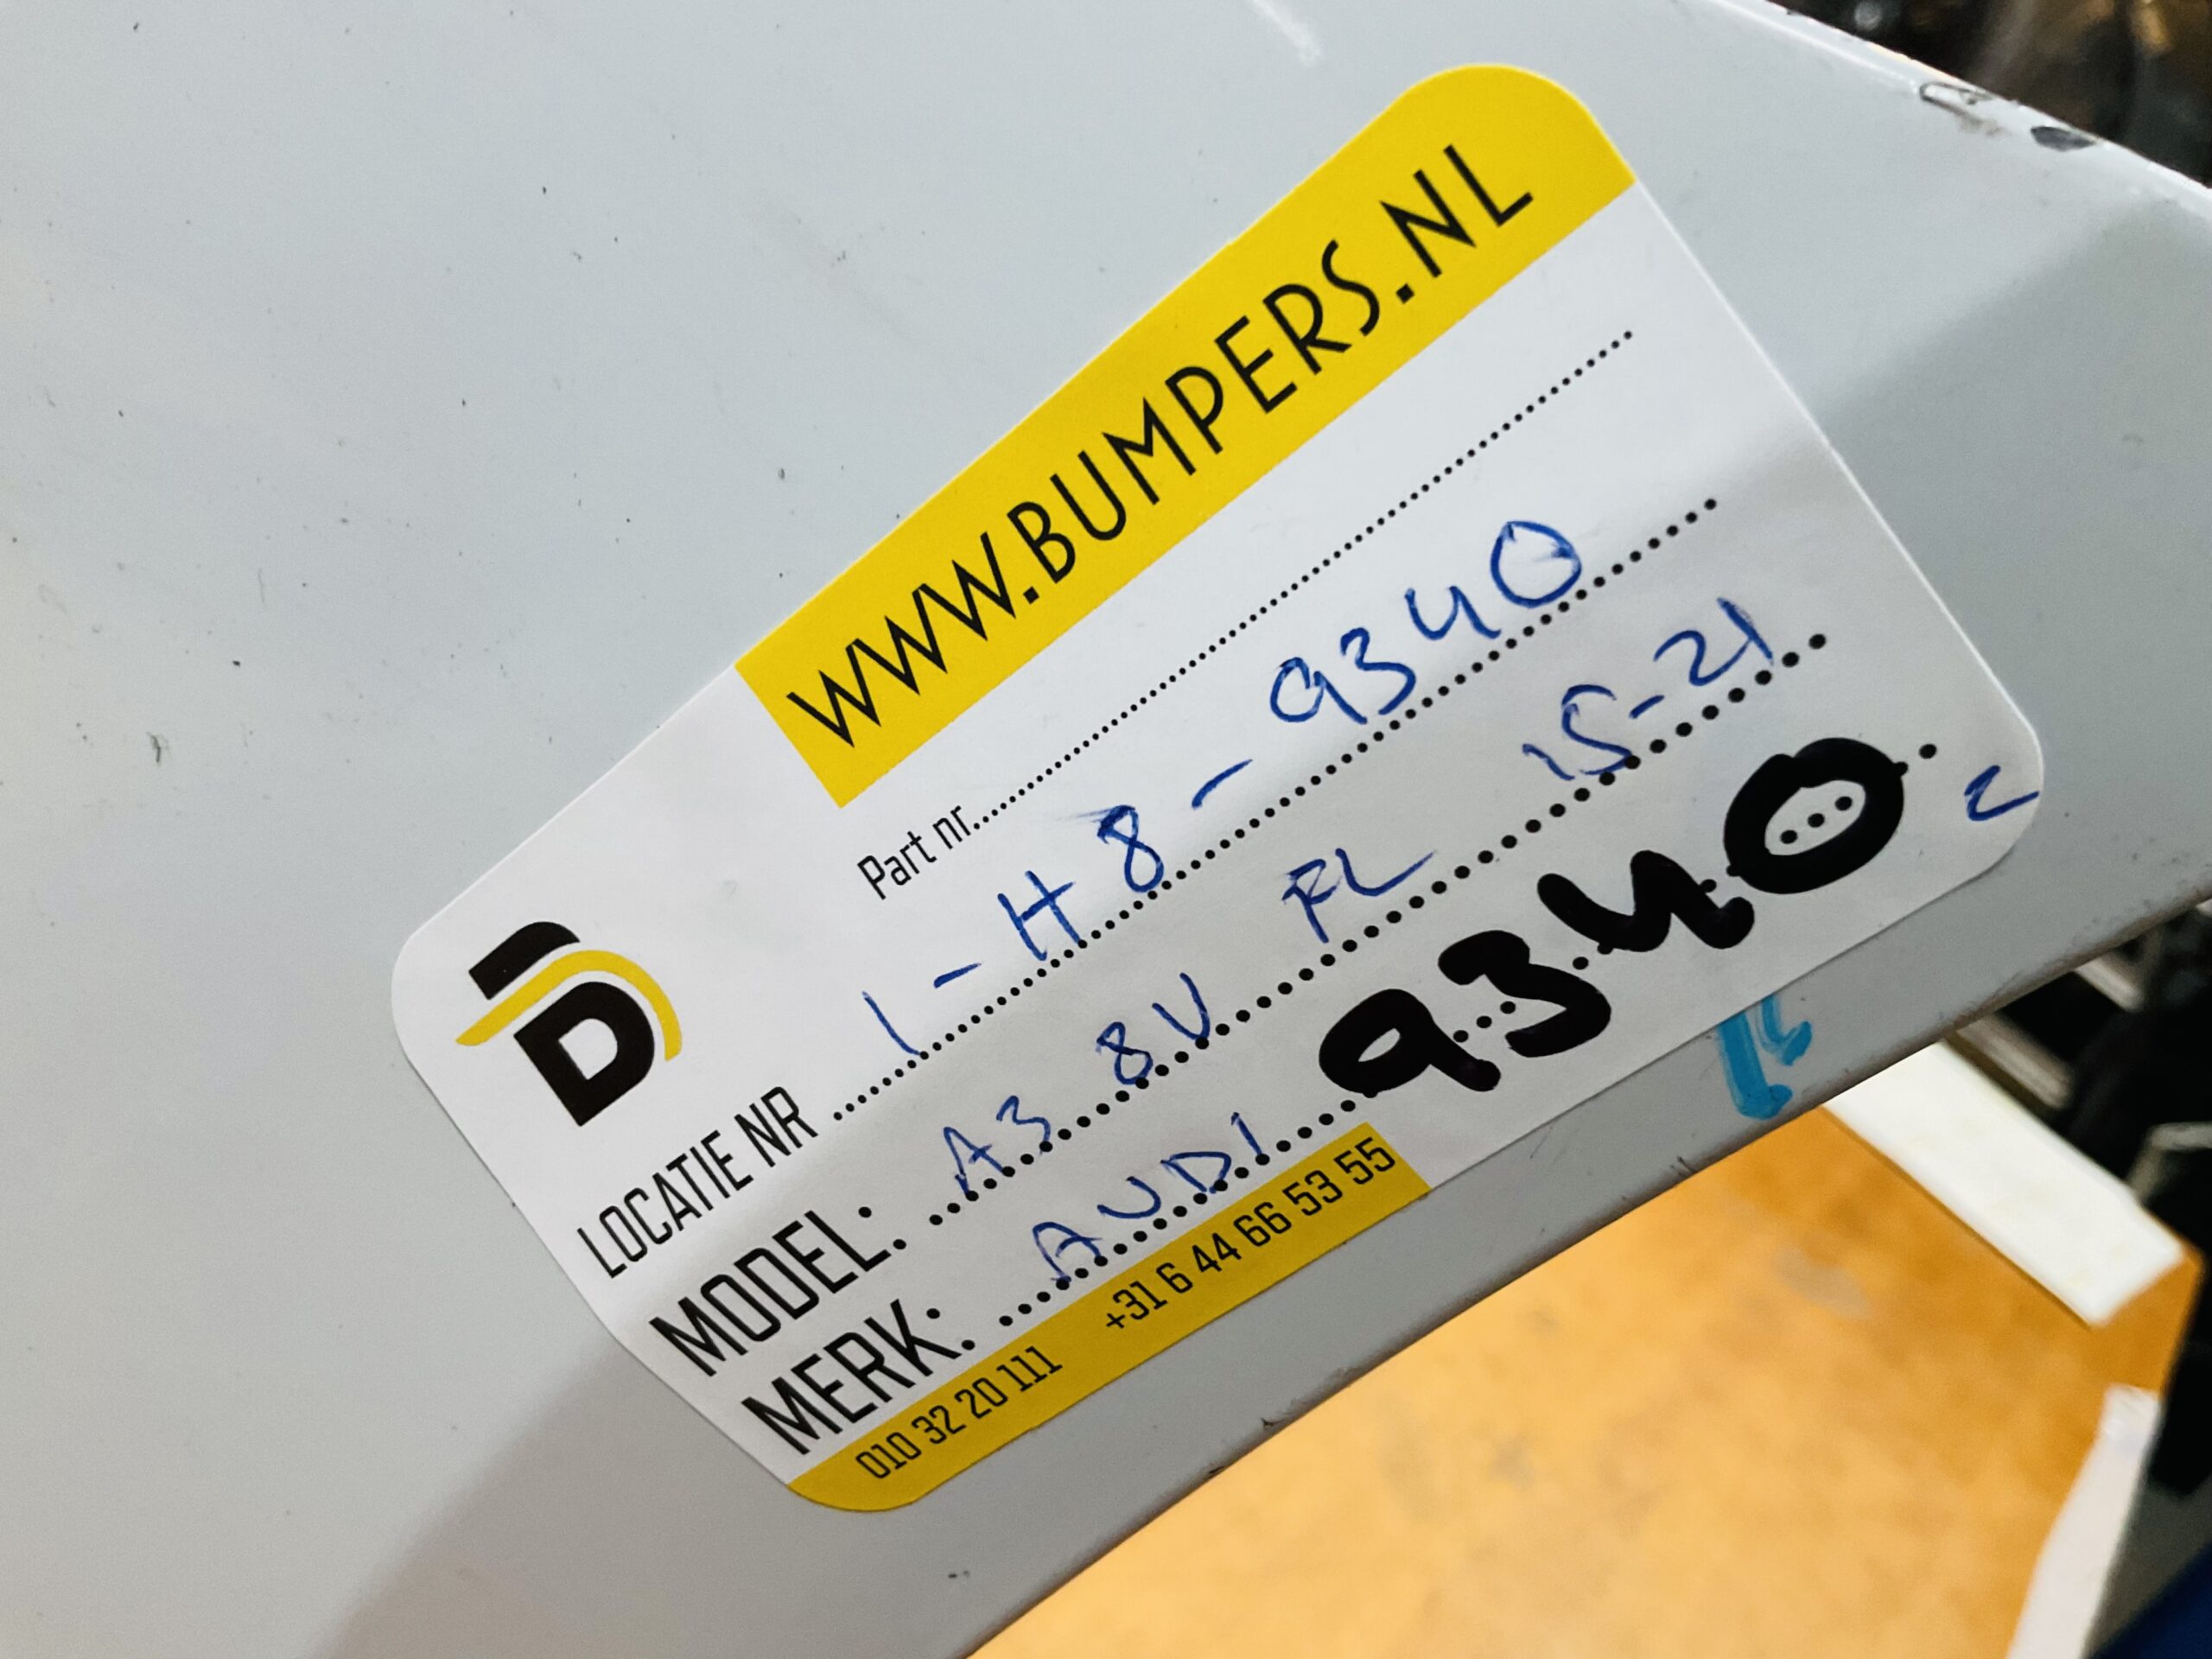 WWW.BUMPERS.NL
Part nr.............................................
LOCATIE NR 1-H8-9340
MODEL: A3 8V FL 15-21
MERK: AUDI 9340
010 32 20 111 +31 6 44 66 53 55